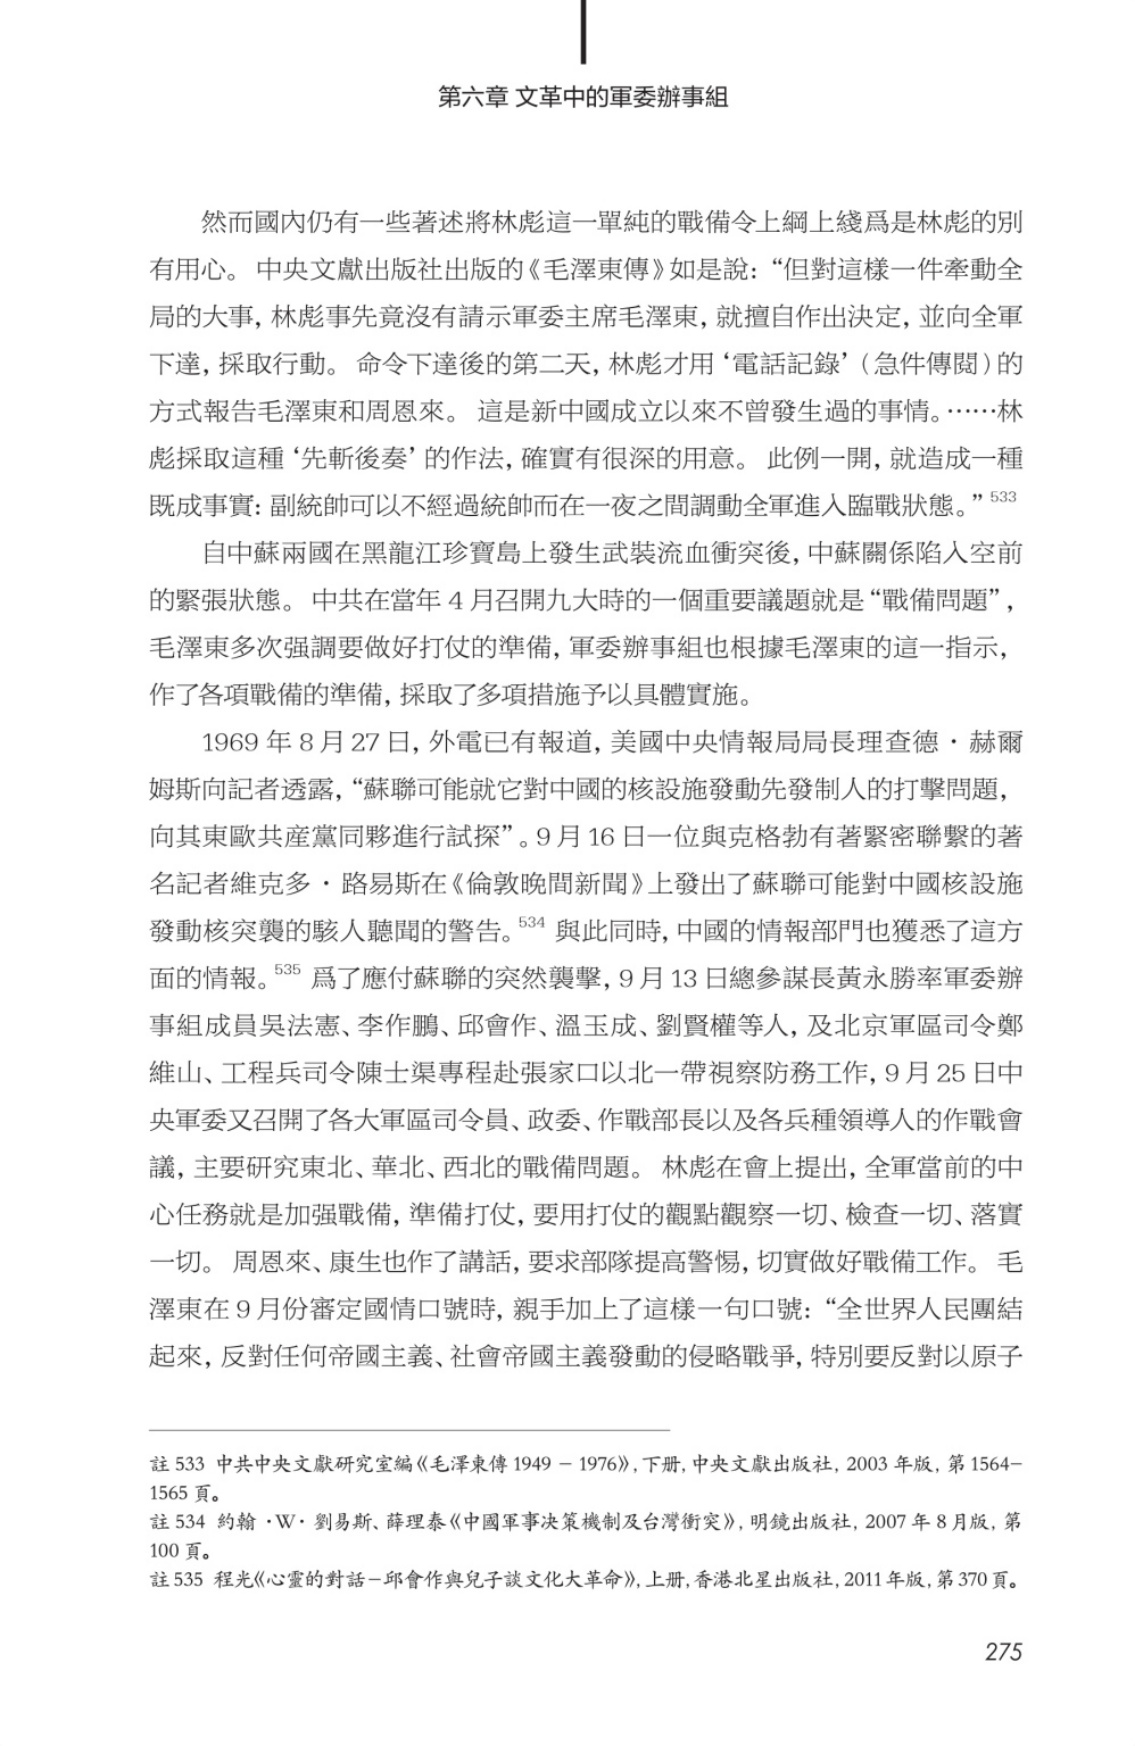 第六章 文革中的軍委辦事組
然而國內仍有一些著述將林彪這一單純的戰備令上綱上綫爲是林彪的別
有用心。 中央文獻出版社出版的《毛澤東傳》如是說: “但對這樣一件牽動全
局的大事, 林彪事先竟沒有請示軍委主席毛澤東, 就擅自作出決定, 並向全軍
下達, 採取行動。 命令下達後的第二天, 林彪才用 ‘電話記錄’ (急件傳閱) 的
方式報告毛澤東和周恩來。 這是新中國成立以來不曾發生過的事情。……林
彪採取這種 ‘先斬後奏’ 的作法, 確實有很深的用意。 此例一開, 就造成一種
既成事實: 副統帥可以不經過統帥而在一夜之間調動全軍進入臨戰狀態。” 533
自中蘇兩國在黑龍江珍寶島上發生武裝流血衝突後, 中蘇關係陷入空前
的緊張狀態。 中共在當年 4 月召開九大時的一個重要議題就是 “戰備問題” ,
毛澤東多次强調要做好打仗的準備, 軍委辦事組也根據毛澤東的這一指示,
作了各項戰備的準備, 採取了多項措施予以具體實施。
1969 年 8 月 27 日, 外電已有報道, 美國中央情報局局長理查德 · 赫爾
姆斯向記者透露, “蘇聯可能就它對中國的核設施發動先發制人的打擊問題,
向其東歐共産黨同夥進行試探” 。9 月 16 日一位與克格勃有著緊密聯繫的著
名記者維克多 · 路易斯在《倫敦晚間新聞》上發出了蘇聯可能對中國核設施
發動核突襲的駭人聽聞的警告。534 與此同時, 中國的情報部門也獲悉了這方
面的情報。535 爲了應付蘇聯的突然襲擊, 9 月 13 日總參謀長黃永勝率軍委辦
事組成員吳法憲、李作鵬、邱會作、溫玉成、劉賢權等人, 及北京軍區司令鄭
維山、工程兵司令陳士渠專程赴張家口以北一帶視察防務工作, 9 月 25 日中
央軍委又召開了各大軍區司令員、政委、作戰部長以及各兵種領導人的作戰會
議, 主要研究東北、華北、西北的戰備問題。 林彪在會上提出, 全軍當前的中
心任務就是加强戰備, 準備打仗, 要用打仗的觀點觀察一切、檢查一切、落實
一切。 周恩來、康生也作了講話, 要求部隊提高警惕, 切實做好戰備工作。 毛
澤東在 9 月份審定國情口號時, 親手加上了這樣一句口號: “全世界人民團結
起來, 反對任何帝國主義、社會帝國主義發動的侵略戰爭, 特別要反對以原子
註 533 中共中央文獻研究室編《毛澤東傳 1949 – 1976》, 下册, 中央文獻出版社, 2003 年版, 第 1564–
1565 頁。
註 534 約翰 ·W· 劉易斯、薛理泰《中國軍事决策機制及台灣衝突》, 明鏡出版社, 2007 年 8 月版, 第
100 頁。
註 535 程光《心靈的對話–邱會作與兒子談文化大革命》, 上册, 香港北星出版社, 2011 年版, 第 370 頁。
275